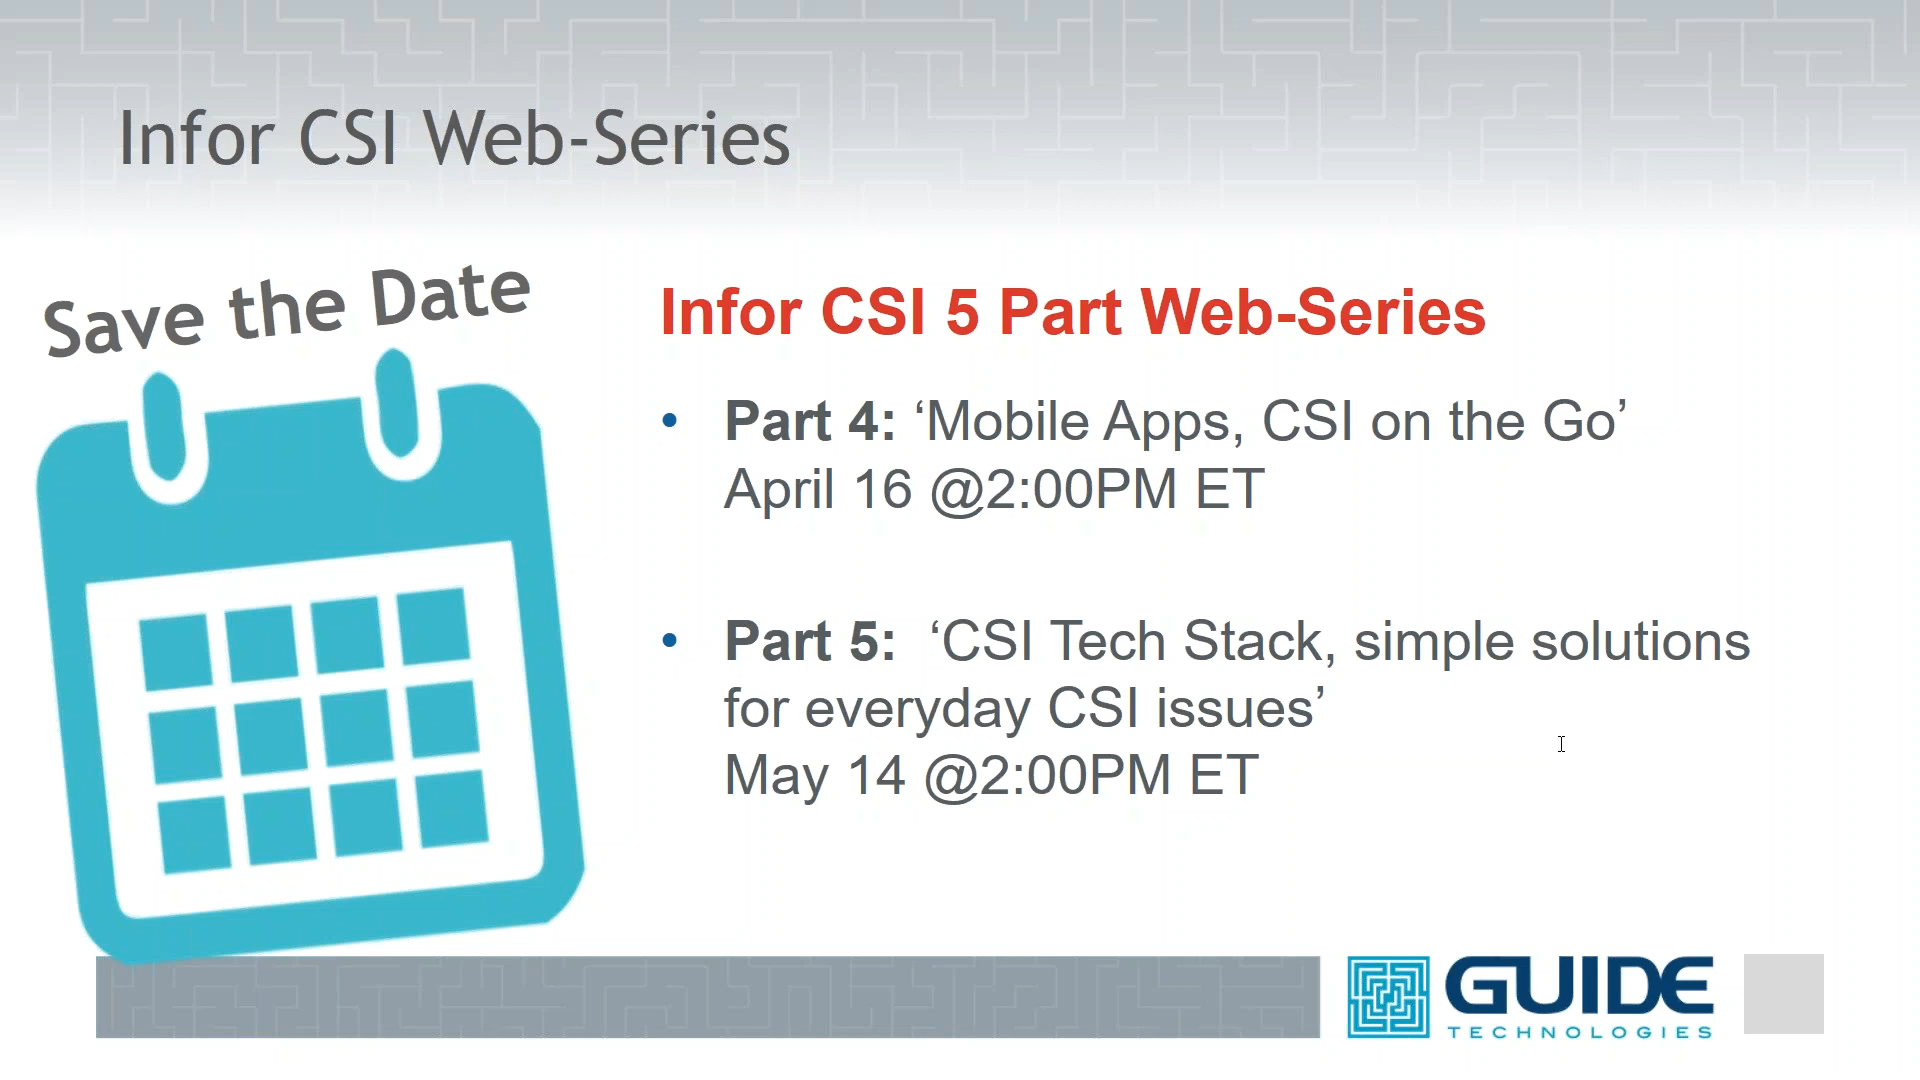 Infor CSI Web-Series
Save the Date
Infor CSI 5 Part Web-Series
• Part 4: ‘Mobile Apps, CSI on the Go’
April 16 @2:00PM ET
• Part 5: ‘CSI Tech Stack, simple solutions
for everyday CSI issues’
May 14 @2:00PM ET
GUIDE
TECHNOLOGIES